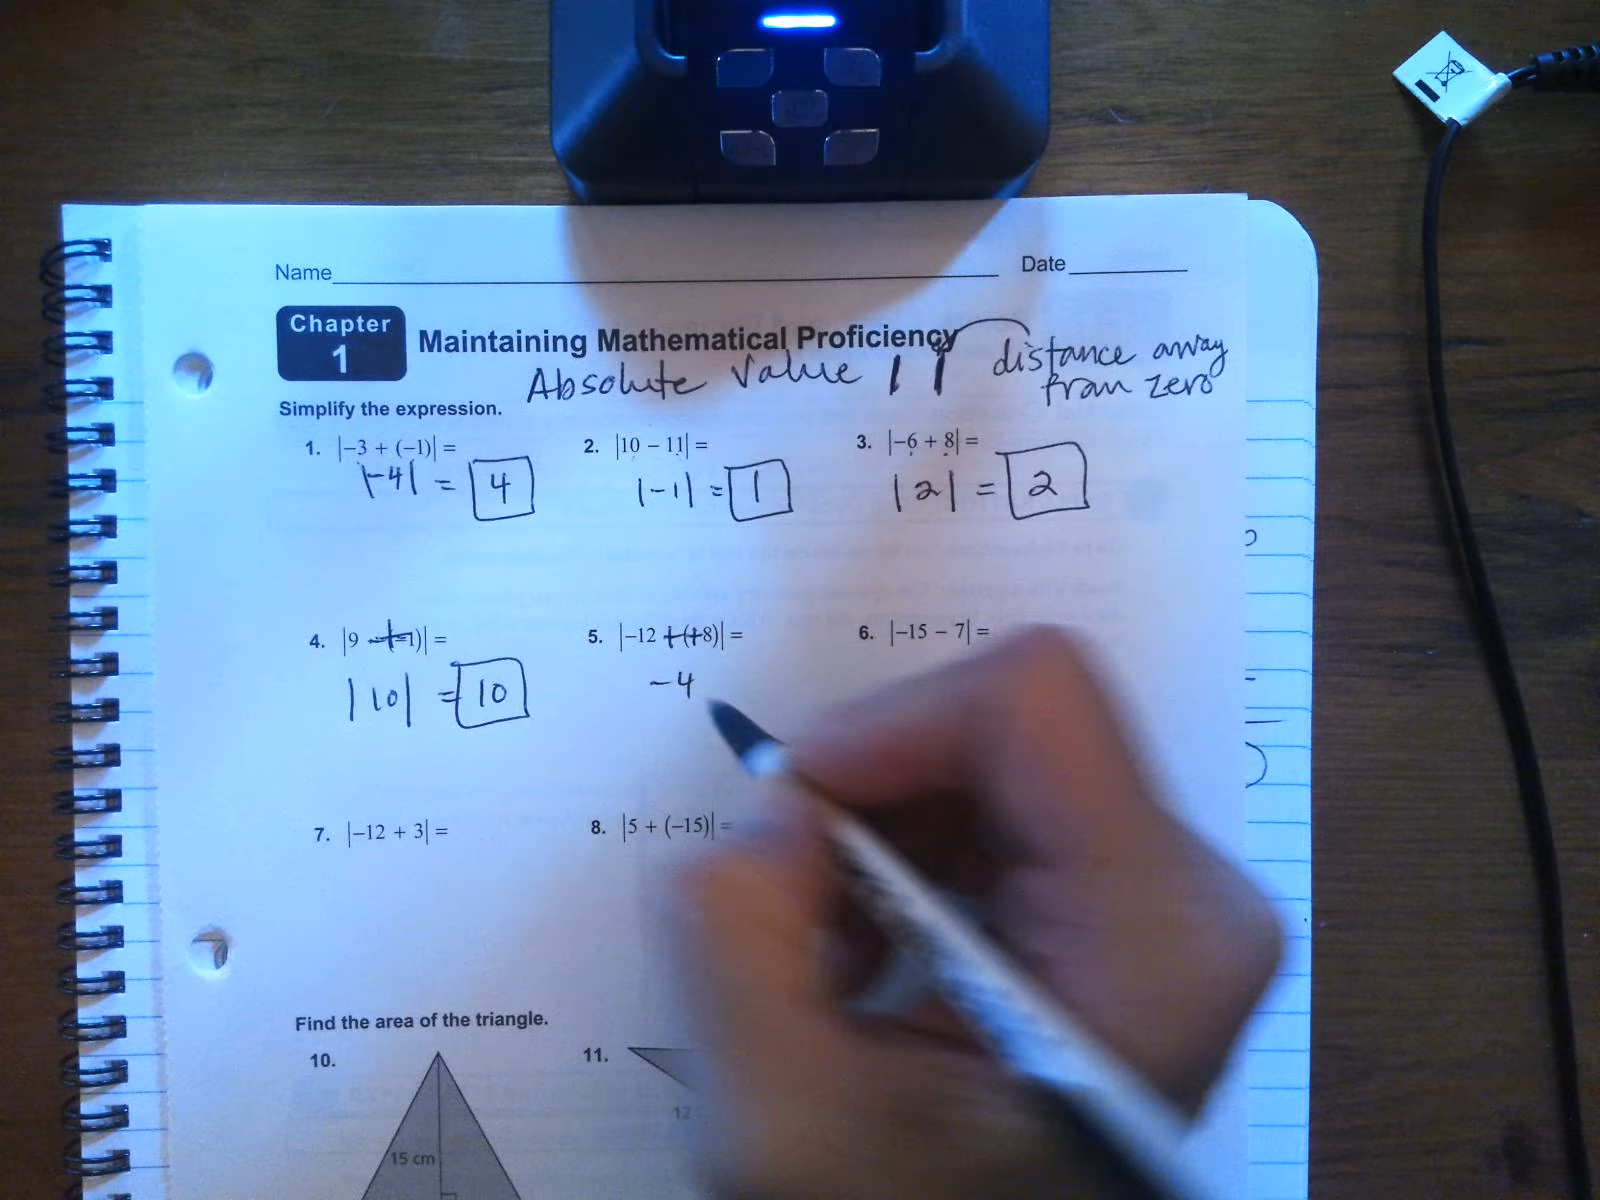 Name Date
Chapter 1 Maintaining Mathematical Proficiency
Absolute Value | | distance away from zero
Simplify the expression.
1. |−3 + (−1)| = 2. |10 − 11| = 3. |−6 + 8| =
|-4| = 4 |-1| = 1 |2| = 2
4. |9 + 1)| = 5. |−12 + (+8)| = 6. |−15 − 7| =
|10| = 10 -4
7. |−12 + 3| = 8. |5 + (−15)| =
Find the area of the triangle.
10. 11.
12
15 cm